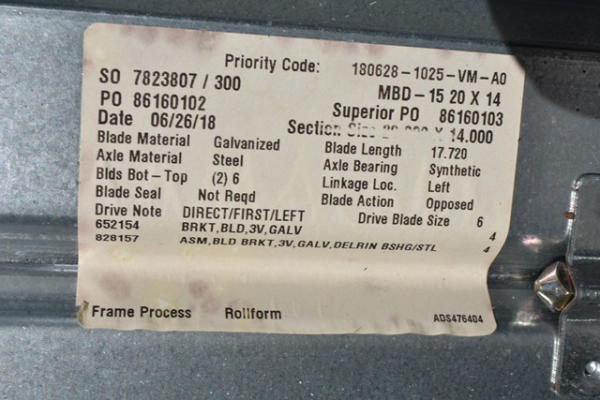 Priority Code: 180628-1025-VM-A0
SO 7823807 / 300 MBD-15 20 X 14
PO 86160102 Superior PO 86160103
Date 06/26/18 Section Size X 14.000
Blade Material Galvanized Blade Length 17.720
Axle Material Steel Axle Bearing Synthetic
Blds Bot-Top (2) 6 Linkage Loc. Left
Blade Seal Not Reqd Blade Action Opposed
Drive Note DIRECT/FIRST/LEFT Drive Blade Size 6
652154 BRKT,BLD,3V,GALV 4
828157 ASM,BLD BRKT,3V,GALV,DELRIN BSHG/STL 4
Frame Process Rollform ADS476404